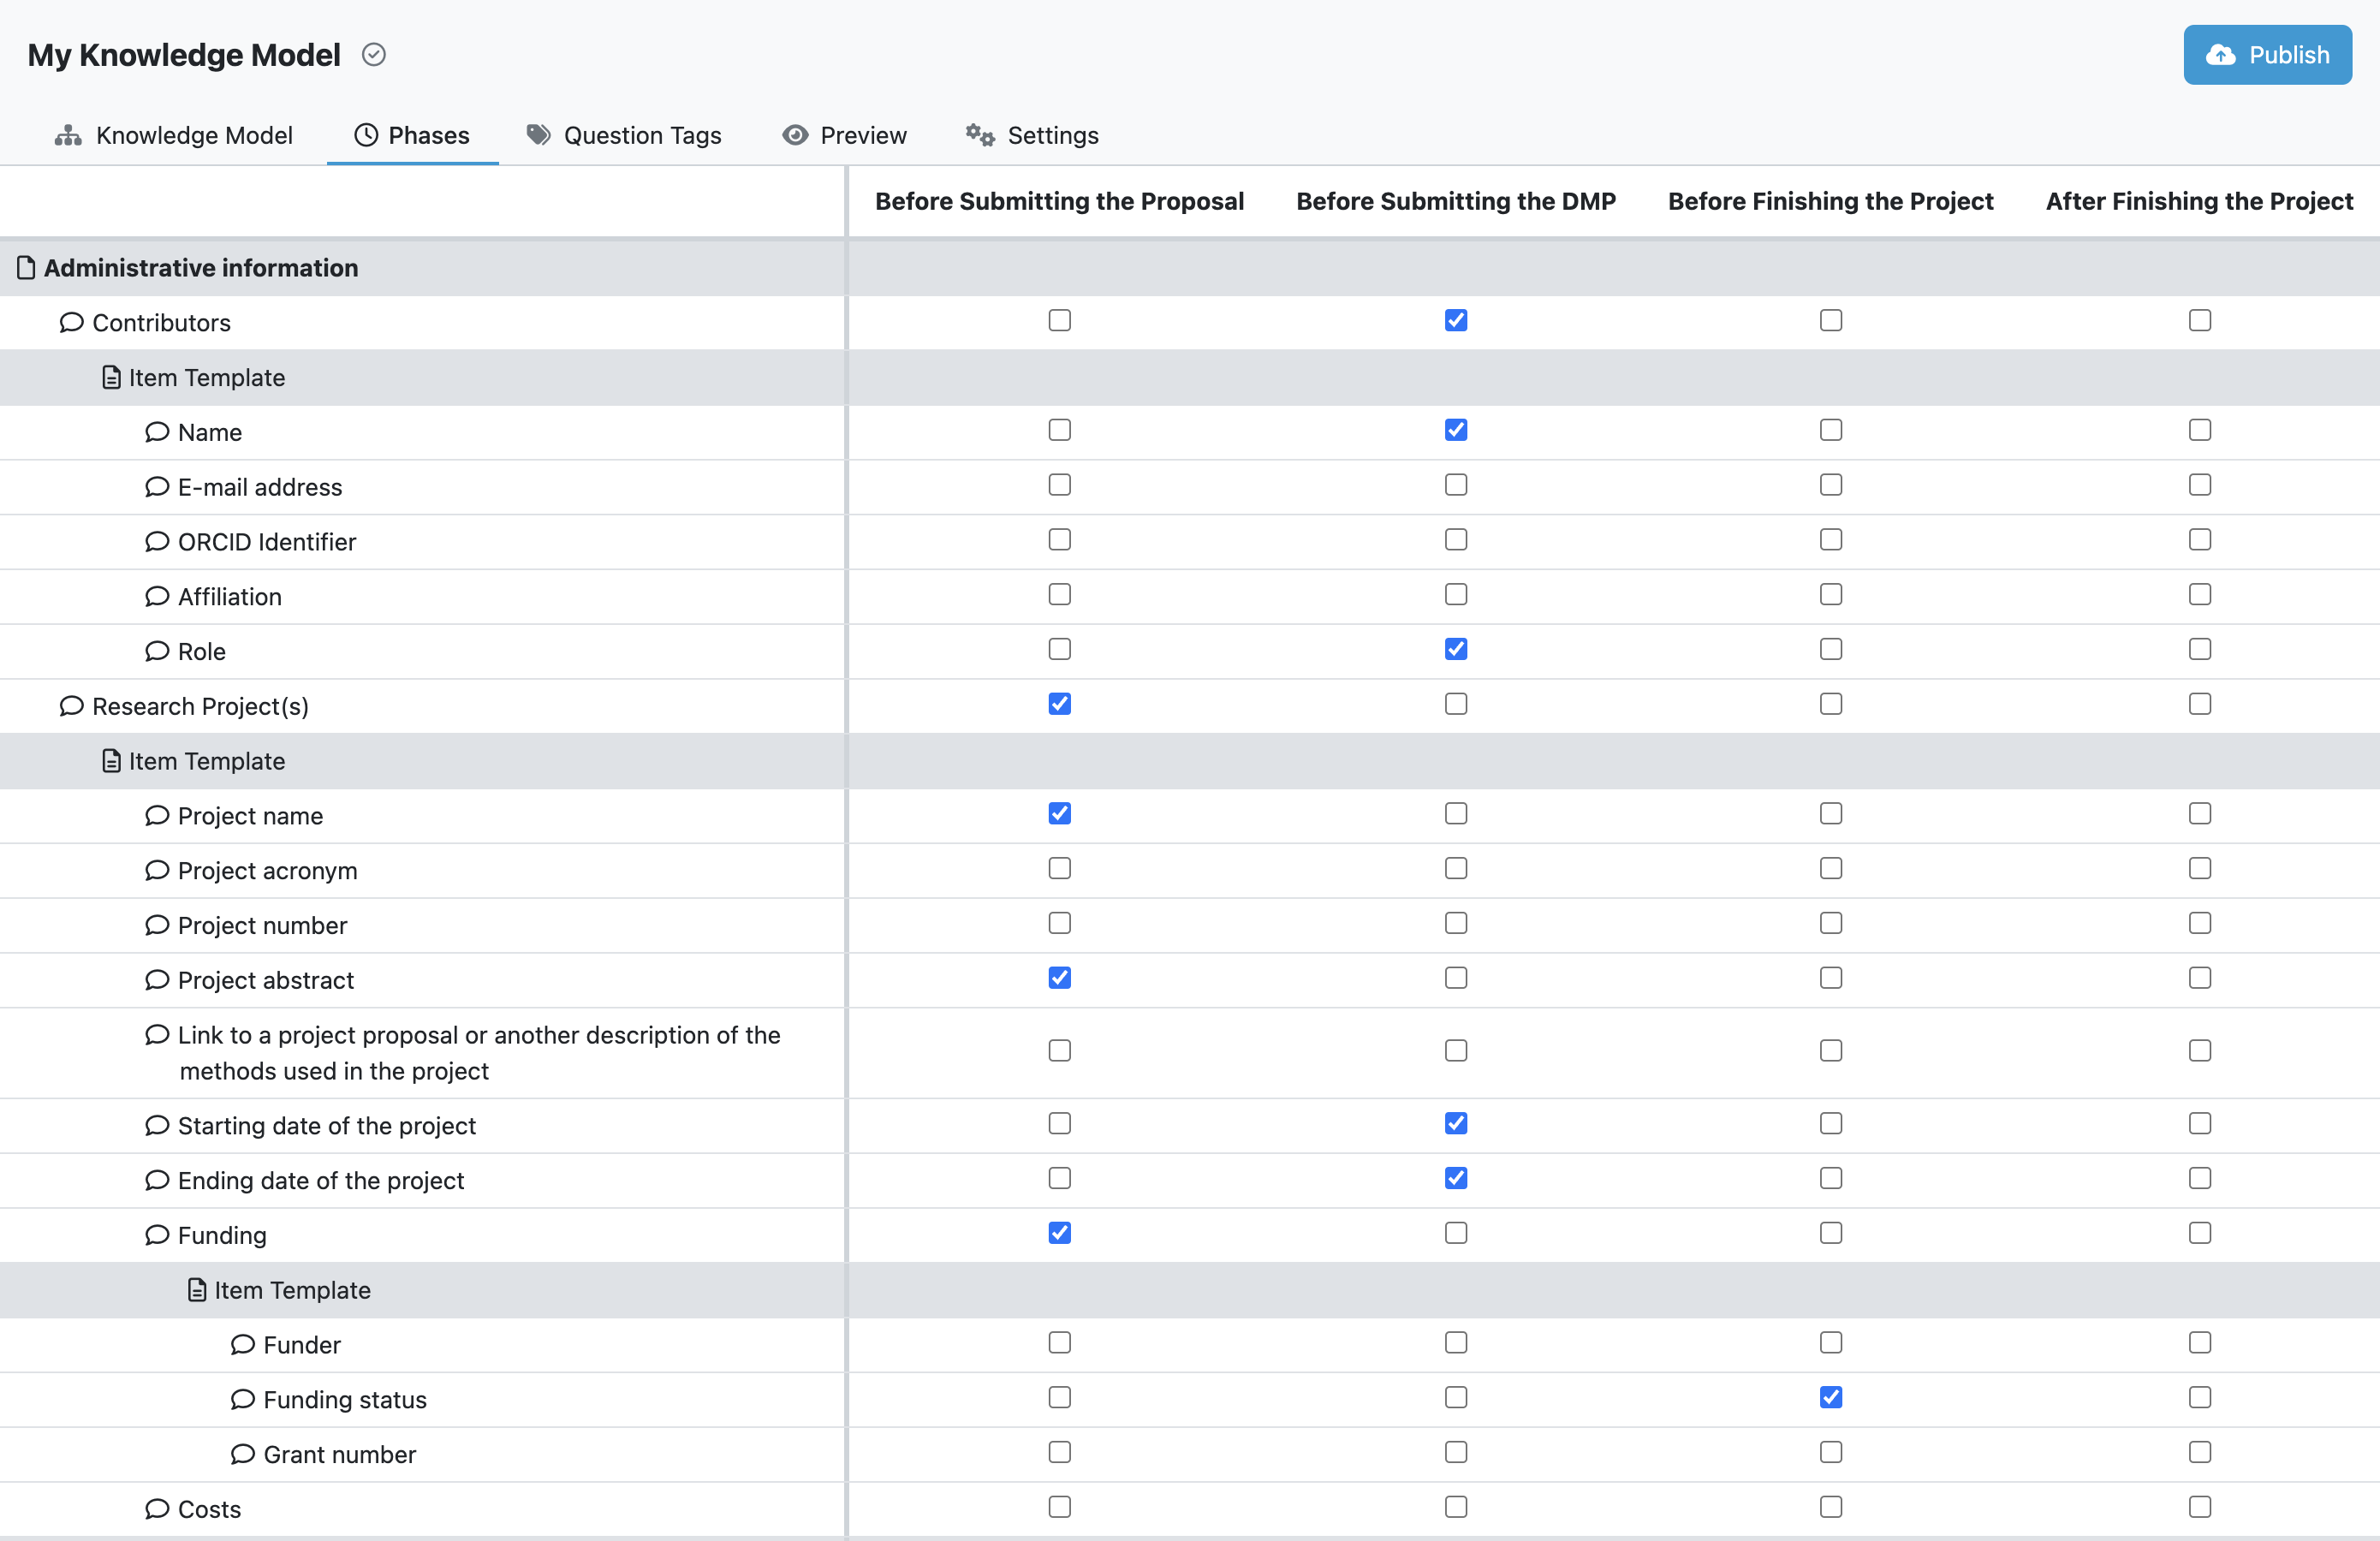 My Knowledge Model
Publish
Knowledge Model
Phases
Question Tags
Preview
Settings
Before Submitting the Proposal
Before Submitting the DMP
Before Finishing the Project
After Finishing the Project
Administrative information
Contributors
Item Template
Name
E-mail address
ORCID Identifier
Affiliation
Role
Research Project(s)
Item Template
Project name
Project acronym
Project number
Project abstract
Link to a project proposal or another description of the
methods used in the project
Starting date of the project
Ending date of the project
Funding
Item Template
Funder
Funding status
Grant number
Costs